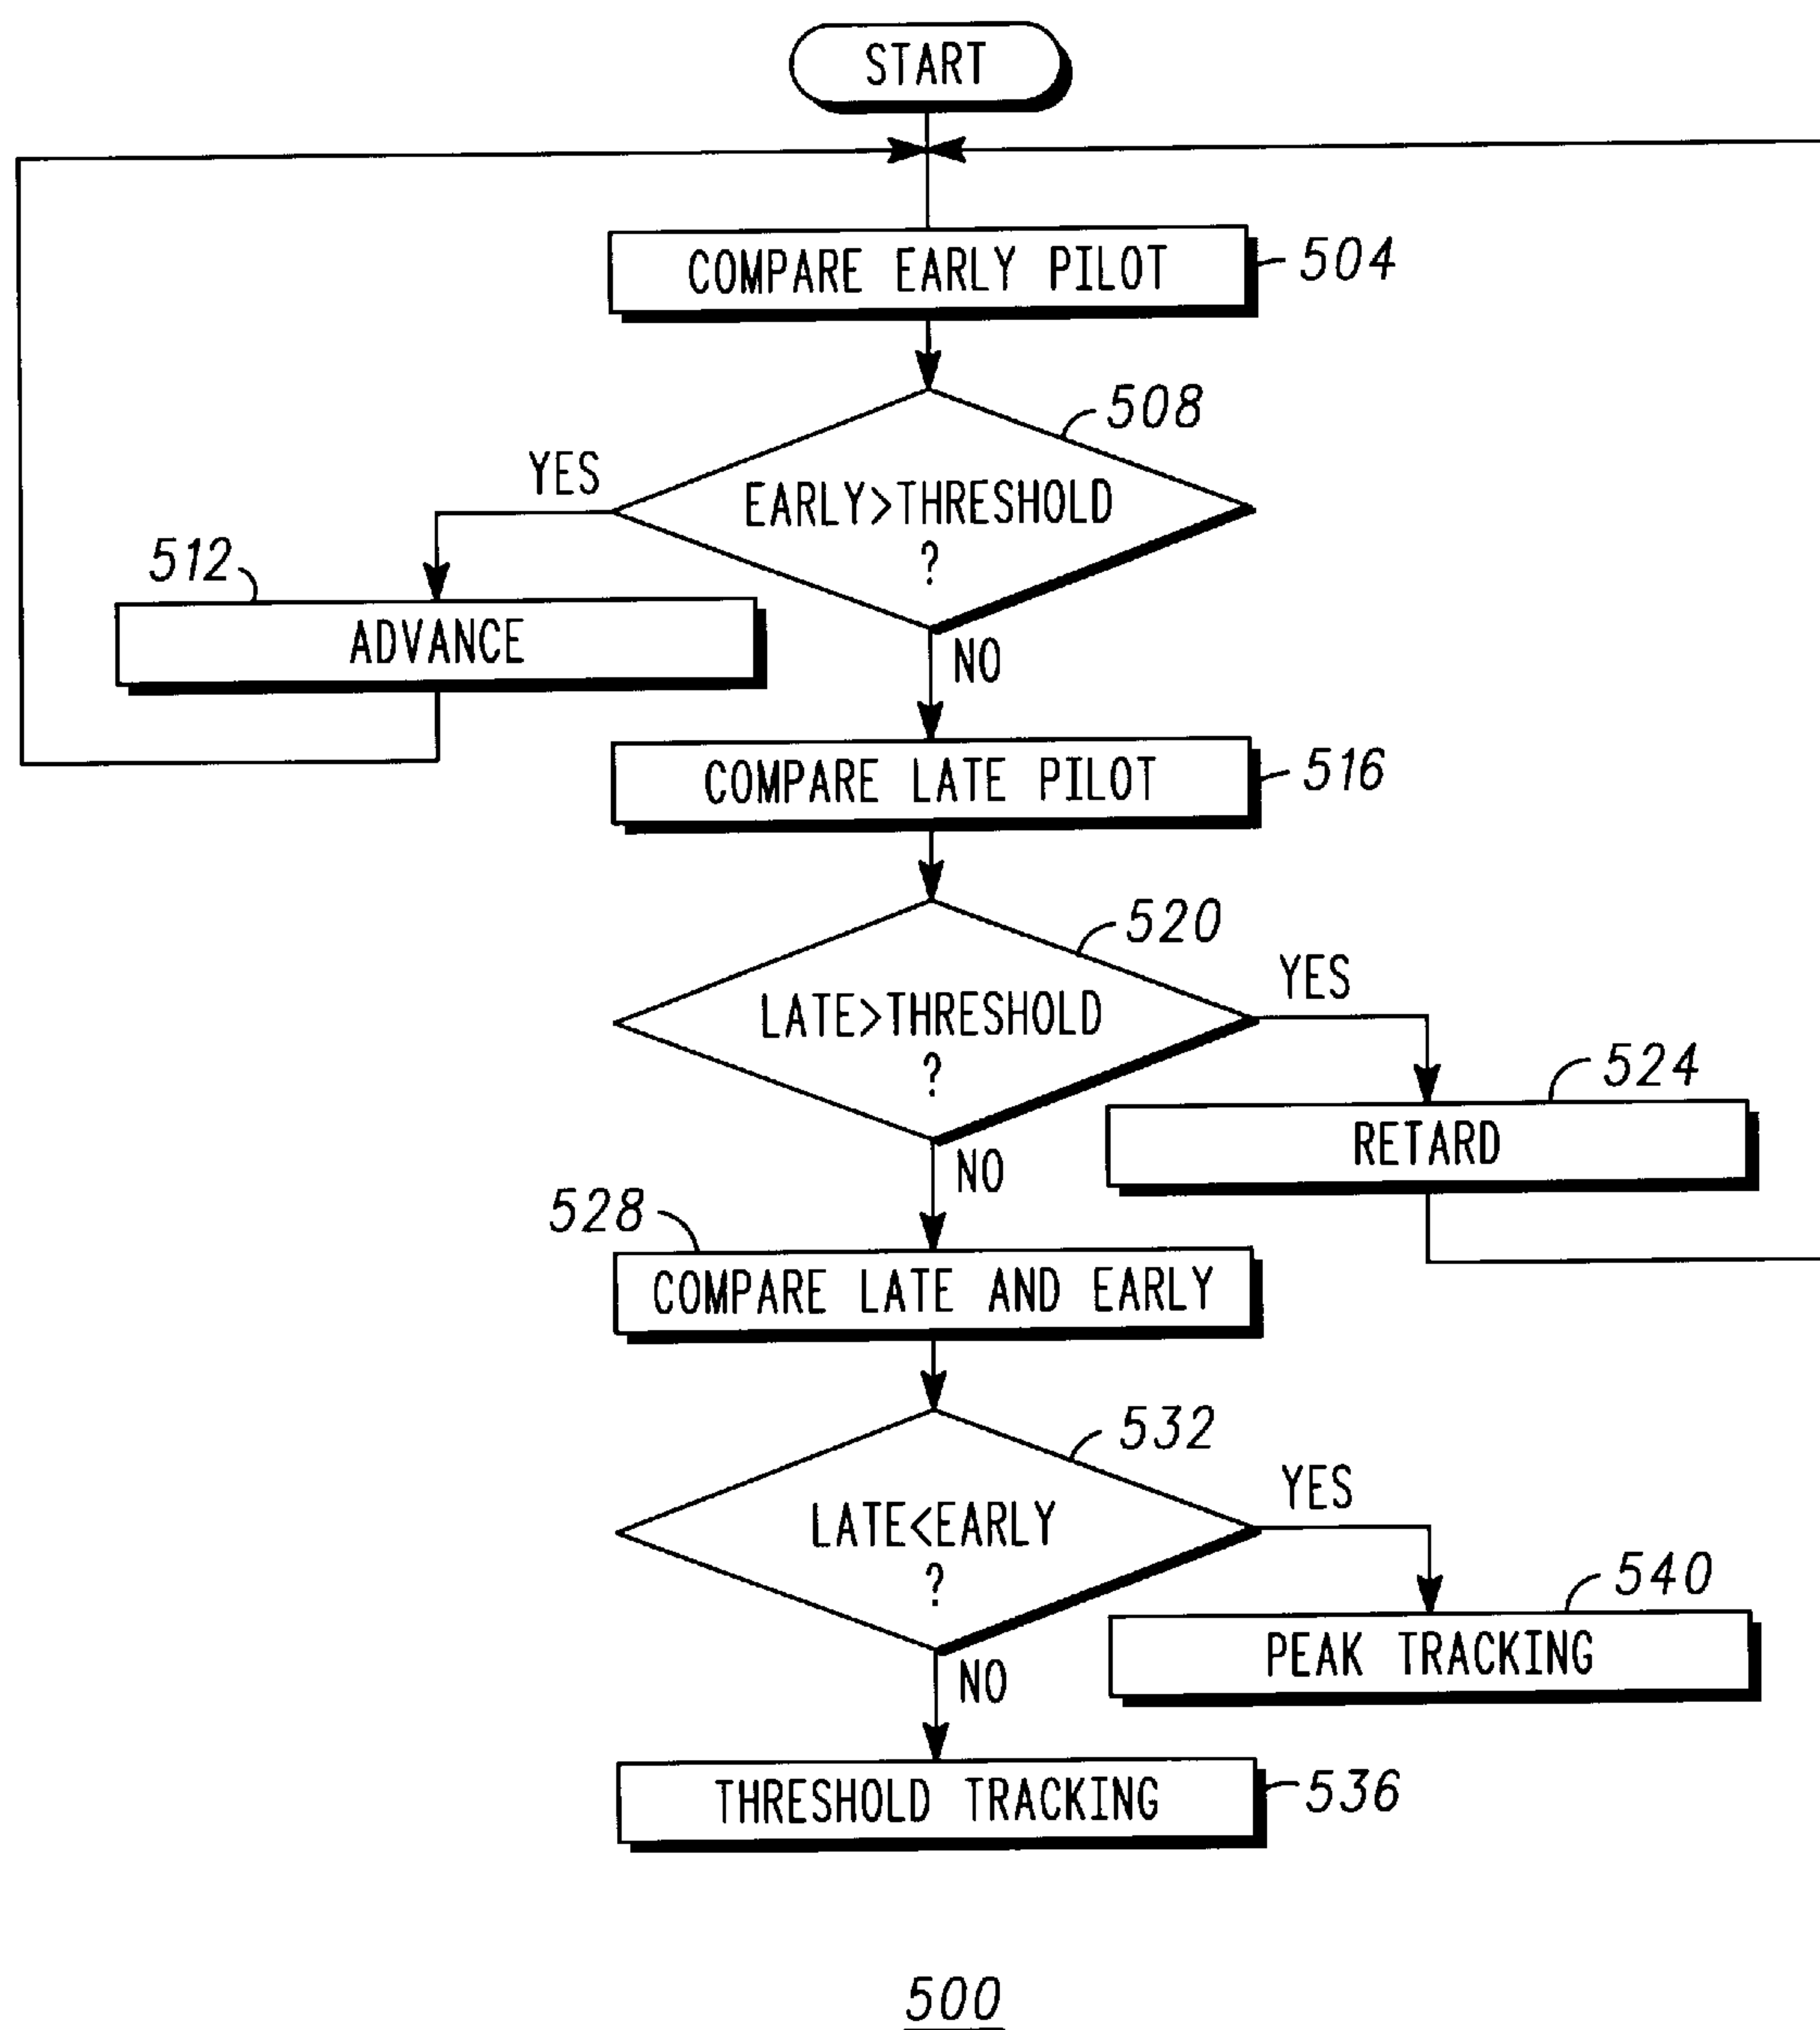 START
COMPARE EARLY PILOT
504
508
EARLY>THRESHOLD
?
YES
512
ADVANCE
NO
COMPARE LATE PILOT
516
520
LATE>THRESHOLD
?
YES
524
RETARD
NO
528
COMPARE LATE AND EARLY
532
LATE<EARLY
?
YES
540
PEAK TRACKING
NO
THRESHOLD TRACKING
536
500